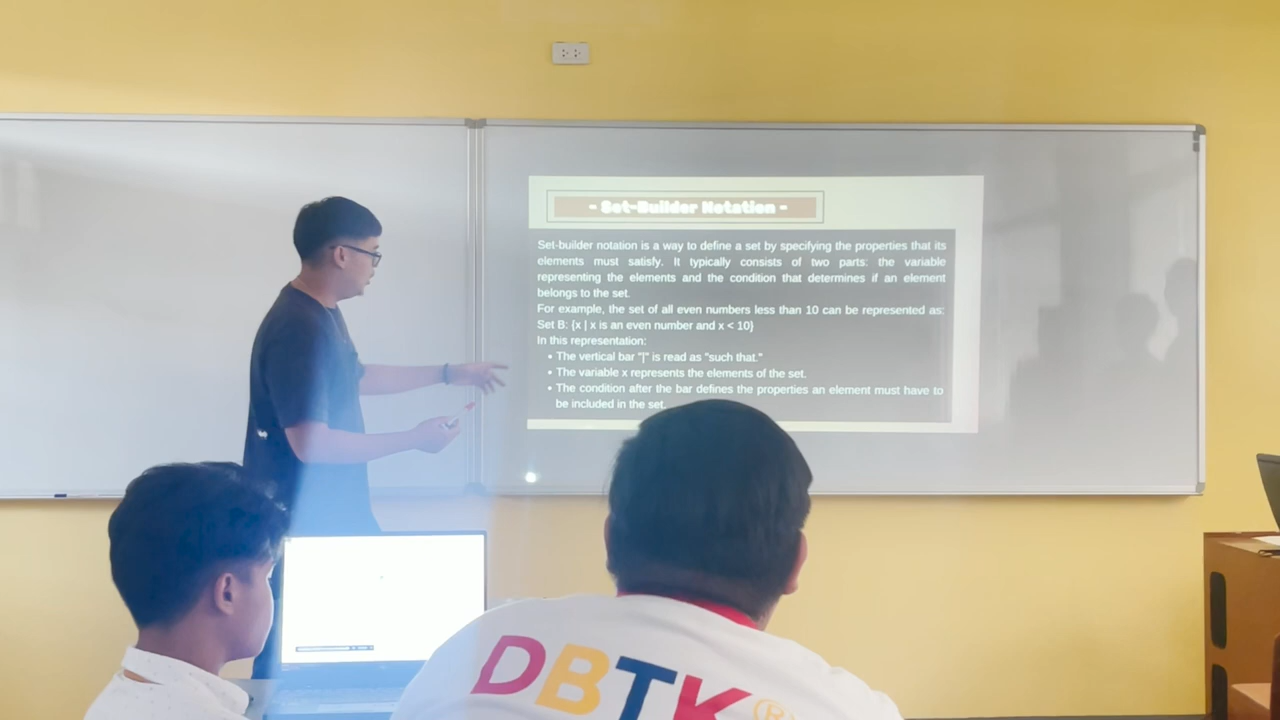 - Set-Builder Notation -
Set-builder notation is a way to define a set by specifying the properties that its
elements must satisfy. It typically consists of two parts: the variable
representing the elements and the condition that determines if an element
belongs to the set.
For example, the set of all even numbers less than 10 can be represented as:
Set B: {x | x is an even number and x < 10}
In this representation:
• The vertical bar "|" is read as "such that."
• The variable x represents the elements of the set.
• The condition after the bar defines the properties an element must have to
be included in the set.
DBTK®